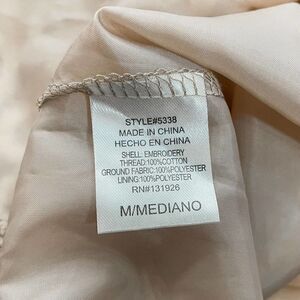 STYLE#5338
MADE IN CHINA
HECHO EN CHINA
SHELL: EMBROIDERY
THREAD:100%COTTON
GROUND FABRIC:100%POLYESTER
LINING:100%POLYESTER
RN#131926
M/MEDIANO